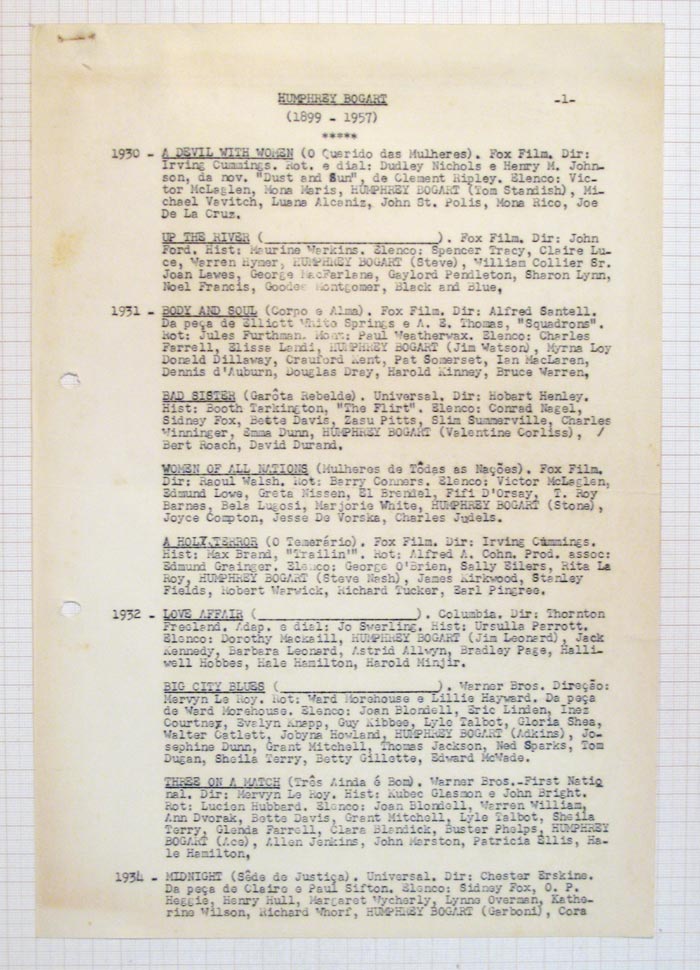 HUMPHREY BOGART -1-
(1899 - 1957)
*****
1930 - A DEVIL WITH WOMEN (O Querido das Mulheres). Fox Film. Dir:
Irving Cummings. Rot. e dial: Dudley Nichols e Henry M. John-
son, da nov. "Dust and Sun", de Clement Ripley. Elenco: Vic-
tor McLaglen, Mona Maris, HUMPHREY BOGART (Tom Standish), Mi-
chael Vavitch, Luana Alcaniz, John St. Polis, Mona Rico, Joe
De La Cruz.
UP THE RIVER (____________________). Fox Film. Dir: John
Ford. Hist: Maurine Watkins. Elenco: Spencer Tracy, Claire Lu-
ce, Warren Hymer, HUMPHREY BOGART (Steve), William Collier Sr.
Joan Lawes, George MacFarlane, Gaylord Pendleton, Sharon Lynn,
Noel Francis, Goodee Montgomer, Black and Blue,
1931 - BODY AND SOUL (Corpo e Alma). Fox Film. Dir: Alfred Santell.
Da peça de Elliott White Springs e A. E. Thomas, "Squadrons".
Rot: Jules Furthman. Mont: Paul Weatherwax. Elenco: Charles
Farrell, Elissa Landi, HUMPHREY BOGART (Jim Watson), Myrna Loy
Donald Dillaway, Crauford Kent, Pat Somerset, Ian MacLaren,
Dennis d'Auburn, Douglas Dray, Harold Kinney, Bruce Warren,
BAD SISTER (Garôta Rebelde). Universal. Dir: Hobart Henley.
Hist: Booth Tarkington, "The Flirt". Elenco: Conrad Nagel,
Sidney Fox, Bette Davis, Zasu Pitts, Slim Summerville, Charles
Winninger, Emma Dunn, HUMPHREY BOGART (Valentine Corliss), /
Bert Roach, David Durand.
WOMEN OF ALL NATIONS (Mulheres de Tôdas as Nações). Fox Film.
Dir: Raoul Walsh. Rot: Barry Conners. Elenco: Victor McLaglen,
Edmund Lowe, Greta Nissen, El Brendel, Fifi D'Orsay, T. Roy
Barnes, Bela Lugosi, Marjorie White, HUMPHREY BOGART (Stone),
Joyce Compton, Jesse De Vorska, Charles Judels.
A HOLY TERROR (O Temerário). Fox Film. Dir: Irving Cummings.
Hist: Max Brand, "Trailin'". Rot: Alfred A. Cohn. Prod. assoc:
Edmund Grainger. Elenco: George O'Brien, Sally Eilers, Rita La
Roy, HUMPHREY BOGART (Steve Nash), James Kirkwood, Stanley
Fields, Robert Warwick, Richard Tucker, Earl Pingree.
1932 - LOVE AFFAIR (__________________). Columbia. Dir: Thornton
Freeland. Adap. e dial: Jo Swerling. Hist: Ursulla Parrott.
Elenco: Dorothy Mackaill, HUMPHREY BOGART (Jim Leonard), Jack
Kennedy, Barbara Leonard, Astrid Allwyn, Bradley Page, Halli-
well Hobbes, Hale Hamilton, Harold Minjir.
BIG CITY BLUES (__________________). Warner Bros. Direção:
Mervyn Le Roy. Rot: Ward Morehouse e Lillie Hayward. Da peça
de Ward Morehouse. Elenco: Joan Blondell, Eric Linden, Ines
Courtney, Evalyn Knapp, Guy Kibbee, Lyle Talbot, Gloria Shea,
Walter Catlett, Jobyna Howland, HUMPHREY BOGART (Adkins), Jo-
sephine Dunn, Grant Mitchell, Thomas Jackson, Ned Sparks, Tom
Dugan, Sheila Terry, Betty Gillette, Edward McWade.
THREE ON A MATCH (Três Ainda é Bom). Warner Bros.-First Natio
nal. Dir: Mervyn Le Roy. Hist: Kubec Glasmon e John Bright.
Rot: Lucien Hubbard. Elenco: Joan Blondell, Warren William,
Ann Dvorak, Bette Davis, Grant Mitchell, Lyle Talbot, Sheila
Terry, Glenda Farrell, Clara Blandick, Buster Phelps, HUMPHREY
BOGART (Ace), Allen Jenkins, John Marston, Patricia Ellis, Ha-
le Hamilton,
1934 - MIDNIGHT (Sêde de Justiça). Universal. Dir: Chester Erskine.
Da peça de Claire e Paul Sifton. Elenco: Sidney Fox, O. P.
Heggie, Henry Hull, Margaret Wycherly, Lynne Overman, Kathe-
rine Wilson, Richard Whorf, HUMPHREY BOGART (Garboni), Cora